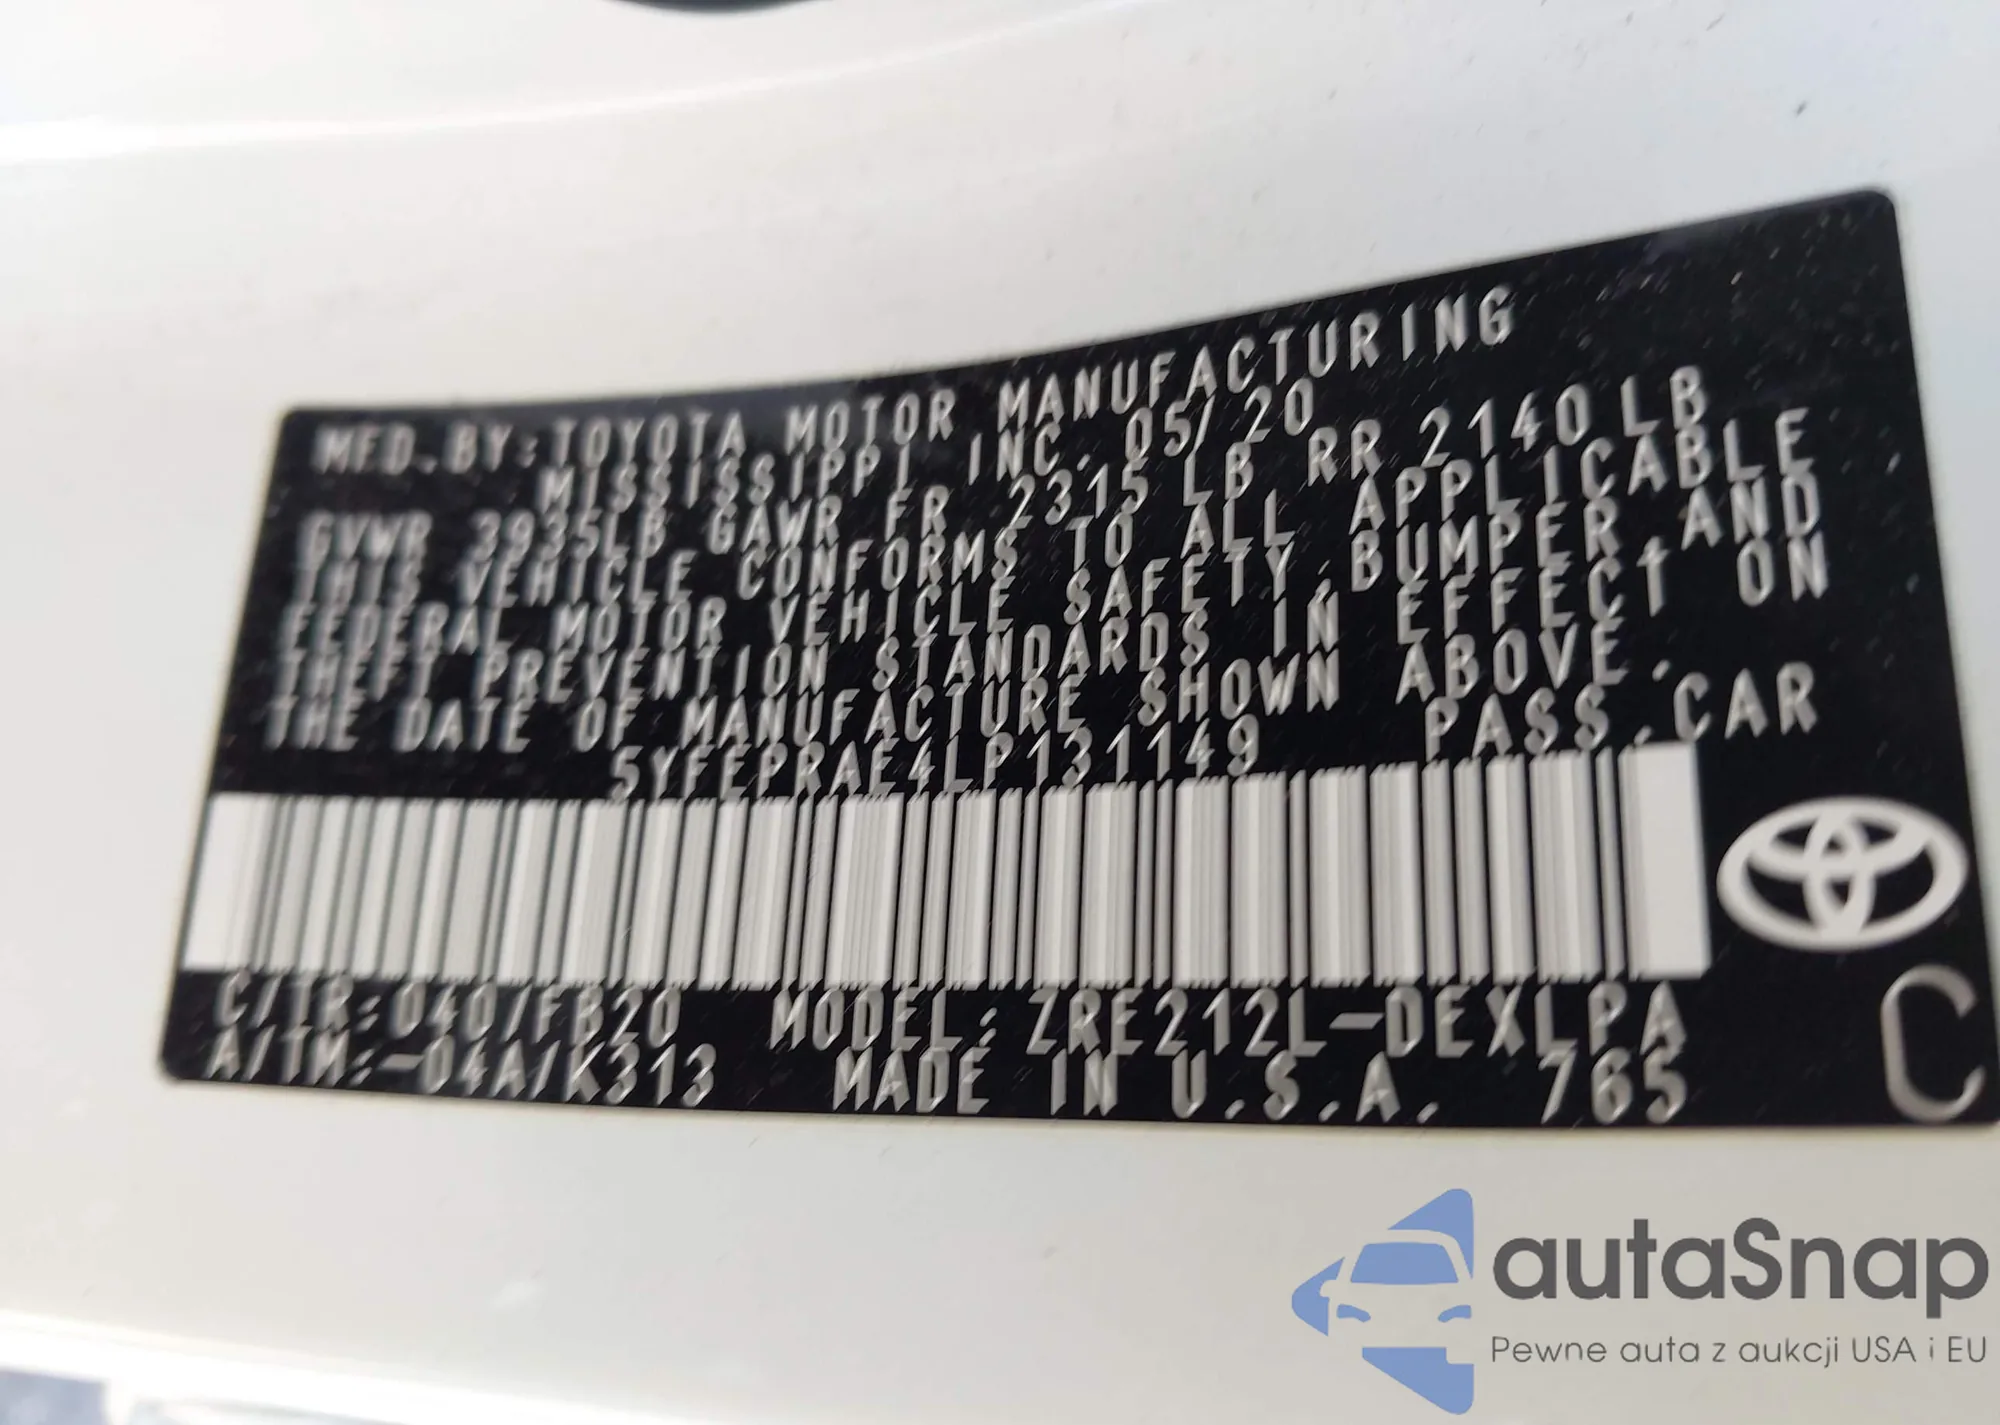 MFD.BY:TOYOTA MOTOR MANUFACTURING
MISSISSIPPI, INC. 05/20
GVWR 3935LB GAWR FR 2315 LB RR 2140LB
THIS VEHICLE CONFORMS TO ALL APPLICABLE
FEDERAL MOTOR VEHICLE SAFETY,BUMPER AND
THEFT PREVENTION STANDARDS IN EFFECT ON
THE DATE OF MANUFACTURE SHOWN ABOVE.
5YFEPRAE4LP131149 PASS.CAR
C/TR:040/FB20 MODEL:ZRE212L-DEXLPA
A/TM:-04A/K313 MADE IN U.S.A. 765
C
autaSnap
Pewne auta z aukcji USA i EU